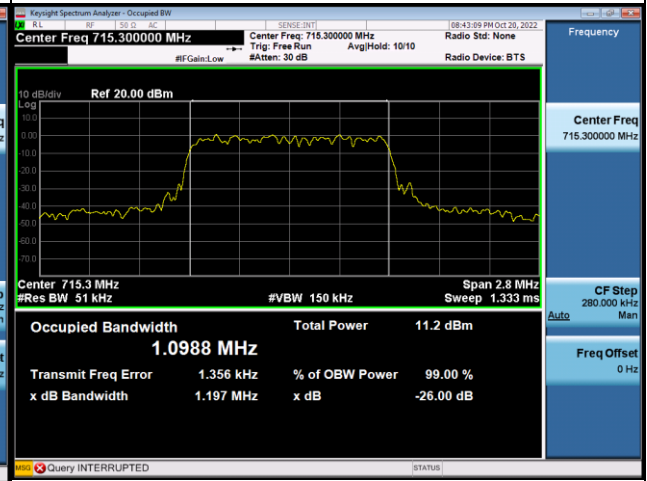 Keysight Spectrum Analyzer - Occupied BW
RL RF 50 Ω AC SENSE:INT 08:43:09 PM Oct 20, 2022
Center Freq 715.300000 MHz Center Freq: 715.300000 MHz Radio Std: None Frequency
Trig: Free Run Avg|Hold: 10/10
#IFGain:Low #Atten: 30 dB Radio Device: BTS
10 dB/div Ref 20.00 dBm
Log
10.0
0.00
-10.0
-20.0
-30.0
-40.0
-50.0
-60.0
-70.0
Center Freq
715.300000 MHz
Center 715.3 MHz Span 2.8 MHz
#Res BW 51 kHz #VBW 150 kHz Sweep 1.333 ms
CF Step
280.000 kHz
Auto Man
Occupied Bandwidth Total Power 11.2 dBm
1.0988 MHz
Freq Offset
0 Hz
Transmit Freq Error 1.356 kHz % of OBW Power 99.00 %
x dB Bandwidth 1.197 MHz x dB -26.00 dB
MSG Query INTERRUPTED STATUS